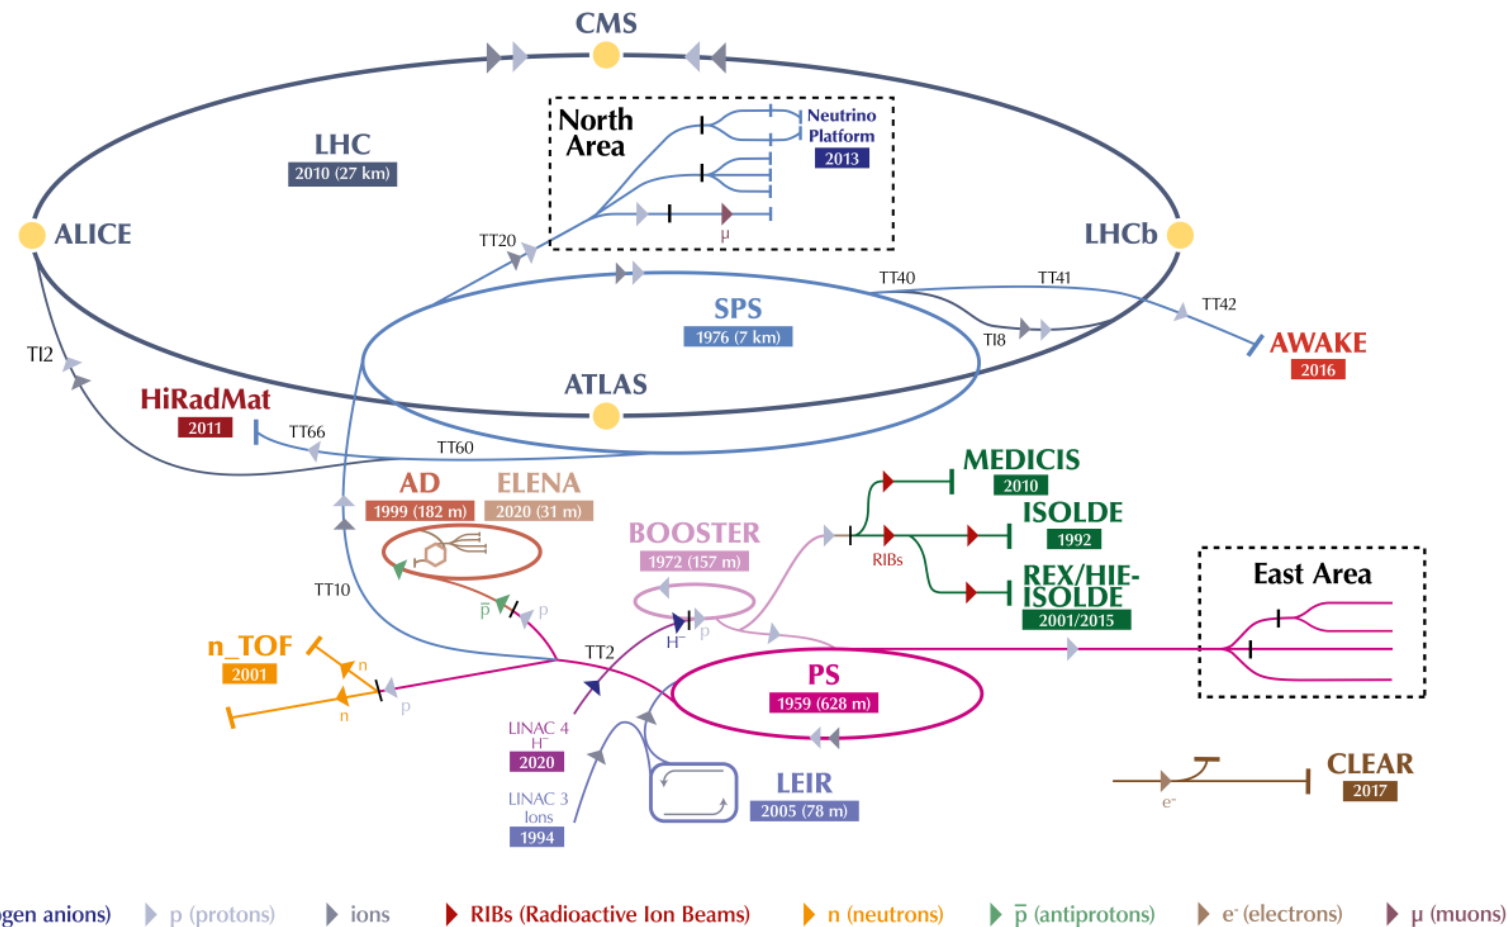 CMS
North
Area
Neutrino
Platform
2013
LHC
2010 (27 km)
μ
ALICE
LHCb
TT20
TT40
TT41
TT42
SPS
1976 (7 km)
TI8
AWAKE
2016
TI2
ATLAS
HiRadMat
2011
TT66
TT60
AD
1999 (182 m)
ELENA
2020 (31 m)
MEDICIS
2010
BOOSTER
1972 (157 m)
ISOLDE
1992
RIBs
REX/HIE-
ISOLDE
2001/2015
East Area
TT10
p̅
p
H⁻
p
n_TOF
2001
n
n
p
TT2
PS
1959 (628 m)
LINAC 4
H⁻
2020
LINAC 3
Ions
1994
LEIR
2005 (78 m)
e⁻
CLEAR
2017
gen anions)
p (protons)
ions
RIBs (Radioactive Ion Beams)
n (neutrons)
p̅ (antiprotons)
e⁻ (electrons)
μ (muons)